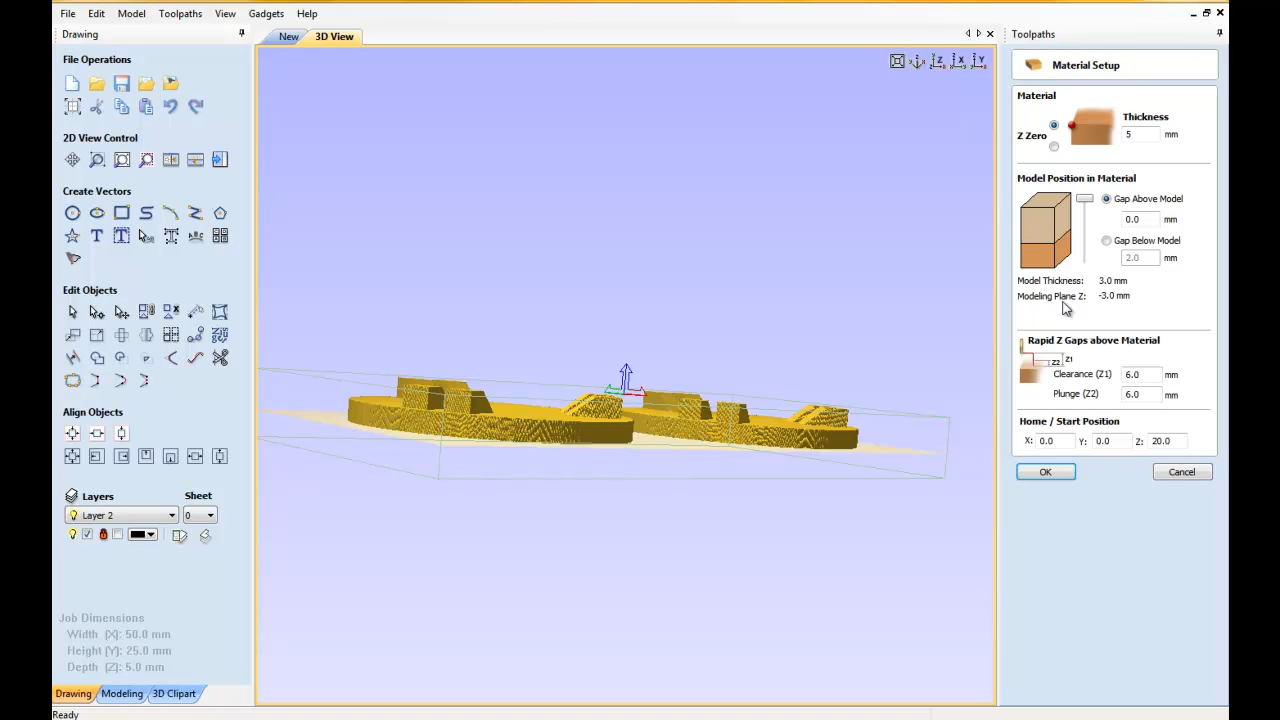 File Edit Model Toolpaths View Gadgets Help
Drawing
File Operations
2D View Control
Create Vectors
Edit Objects
Align Objects
Layers Sheet
Layer 2 0
Job Dimensions
Width [X]: 50.0 mm
Height [Y]: 25.0 mm
Depth [Z]: 5.0 mm
Drawing Modeling 3D Clipart
Ready
New 3D View
Z X Y
Toolpaths
Material Setup
Material
Thickness
Z Zero 5 mm
Model Position in Material
Gap Above Model
0.0 mm
Gap Below Model
2.0 mm
Model Thickness: 3.0 mm
Modeling Plane Z: -3.0 mm
Rapid Z Gaps above Material
Z1
Z2
Clearance (Z1) 6.0 mm
Plunge (Z2) 6.0 mm
Home / Start Position
X: 0.0 Y: 0.0 Z: 20.0
OK Cancel